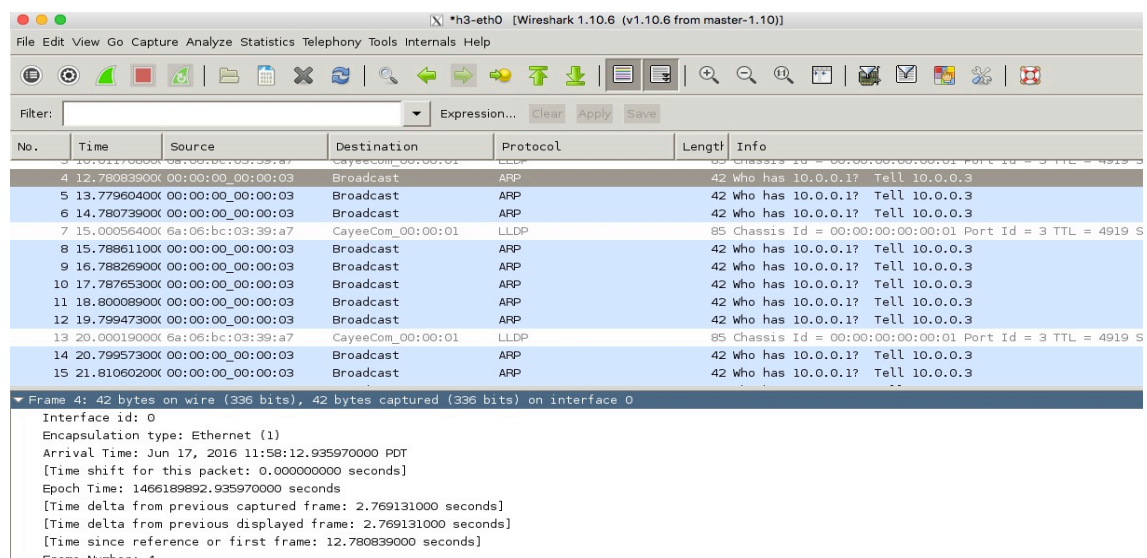 *h3-eth0 [Wireshark 1.10.6 (v1.10.6 from master-1.10)]
File Edit View Go Capture Analyze Statistics Telephony Tools Internals Help
Filter: Expression... Clear Apply Save
No. Time Source Destination Protocol Length Info
4 12.780839000 00:00:00_00:00:03 Broadcast ARP 42 Who has 10.0.0.1? Tell 10.0.0.3
5 13.779604000 00:00:00_00:00:03 Broadcast ARP 42 Who has 10.0.0.1? Tell 10.0.0.3
6 14.780739000 00:00:00_00:00:03 Broadcast ARP 42 Who has 10.0.0.1? Tell 10.0.0.3
7 15.000564000 6a:06:bc:03:39:a7 CayeeCom_00:00:01 LLDP 85 Chassis Id = 00:00:00:00:00:01 Port Id = 3 TTL = 4919 S
8 15.788611000 00:00:00_00:00:03 Broadcast ARP 42 Who has 10.0.0.1? Tell 10.0.0.3
9 16.788269000 00:00:00_00:00:03 Broadcast ARP 42 Who has 10.0.0.1? Tell 10.0.0.3
10 17.787653000 00:00:00_00:00:03 Broadcast ARP 42 Who has 10.0.0.1? Tell 10.0.0.3
11 18.800089000 00:00:00_00:00:03 Broadcast ARP 42 Who has 10.0.0.1? Tell 10.0.0.3
12 19.799473000 00:00:00_00:00:03 Broadcast ARP 42 Who has 10.0.0.1? Tell 10.0.0.3
13 20.000190000 6a:06:bc:03:39:a7 CayeeCom_00:00:01 LLDP 85 Chassis Id = 00:00:00:00:00:01 Port Id = 3 TTL = 4919 S
14 20.799573000 00:00:00_00:00:03 Broadcast ARP 42 Who has 10.0.0.1? Tell 10.0.0.3
15 21.810602000 00:00:00_00:00:03 Broadcast ARP 42 Who has 10.0.0.1? Tell 10.0.0.3
Frame 4: 42 bytes on wire (336 bits), 42 bytes captured (336 bits) on interface 0
Interface id: 0
Encapsulation type: Ethernet (1)
Arrival Time: Jun 17, 2016 11:58:12.935970000 PDT
[Time shift for this packet: 0.000000000 seconds]
Epoch Time: 1466189892.935970000 seconds
[Time delta from previous captured frame: 2.769131000 seconds]
[Time delta from previous displayed frame: 2.769131000 seconds]
[Time since reference or first frame: 12.780839000 seconds]